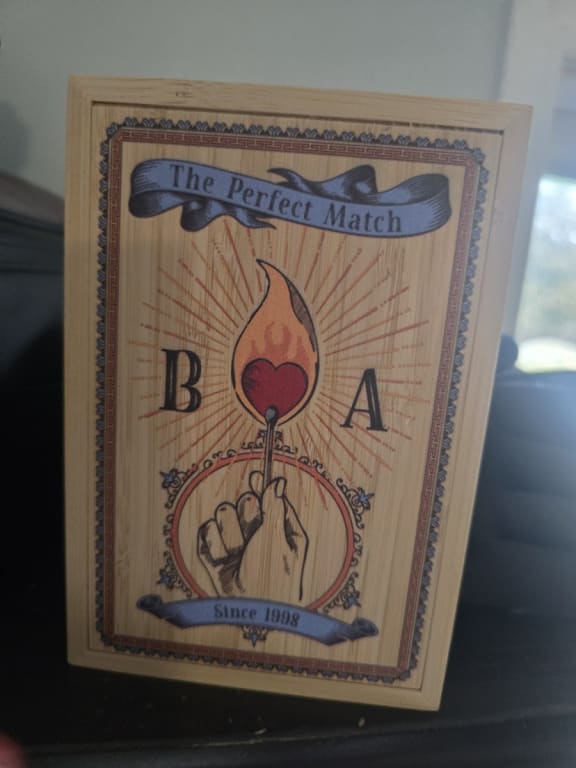 The Perfect Match
B A
Since 1998